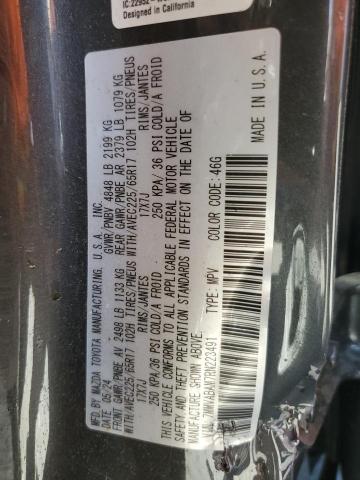 Designed in California
MFD. BY MAZDA TOYOTA MANUFACTURING, U.S.A. INC.
DATE 05/24 GVWR/PNBV 4848 LB 2199 KG
FRONT GAWR/PNBE AV 2498 LB 1133 KG REAR GAWR/PNBE AR 2379 LB 1079 KG
WITH/AVEC225/65R17 102H TIRES/PNEUS WITH/AVEC225/65R17 102H TIRES/PNEUS
17X7J RIMS/JANTES 17X7J RIMS/JANTES
250 KPA/36 PSI COLD/A FROID 250 KPA/36 PSI COLD/A FROID
THIS VEHICLE CONFORMS TO ALL APPLICABLE FEDERAL MOTOR VEHICLE
SAFETY AND THEFT PREVENTION STANDARDS IN EFFECT ON THE DATE OF
MANUFACTURE SHOWN ABOVE.
TYPE: MPV
COLOR CODE: 46G
MADE IN U.S.A.